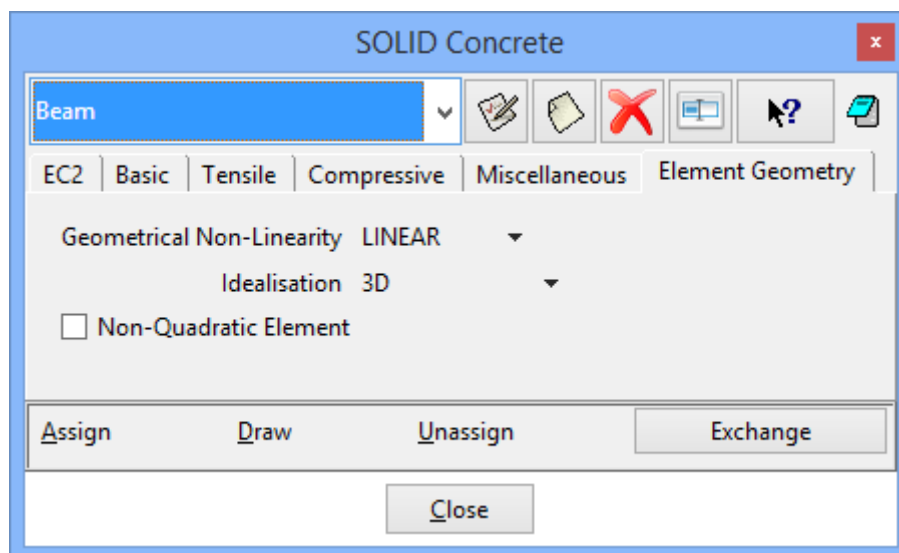 SOLID Concrete
x
Beam
?
EC2 Basic Tensile Compressive Miscellaneous Element Geometry
Geometrical Non-Linearity LINEAR
Idealisation 3D
Non-Quadratic Element
Assign Draw Unassign Exchange
Close